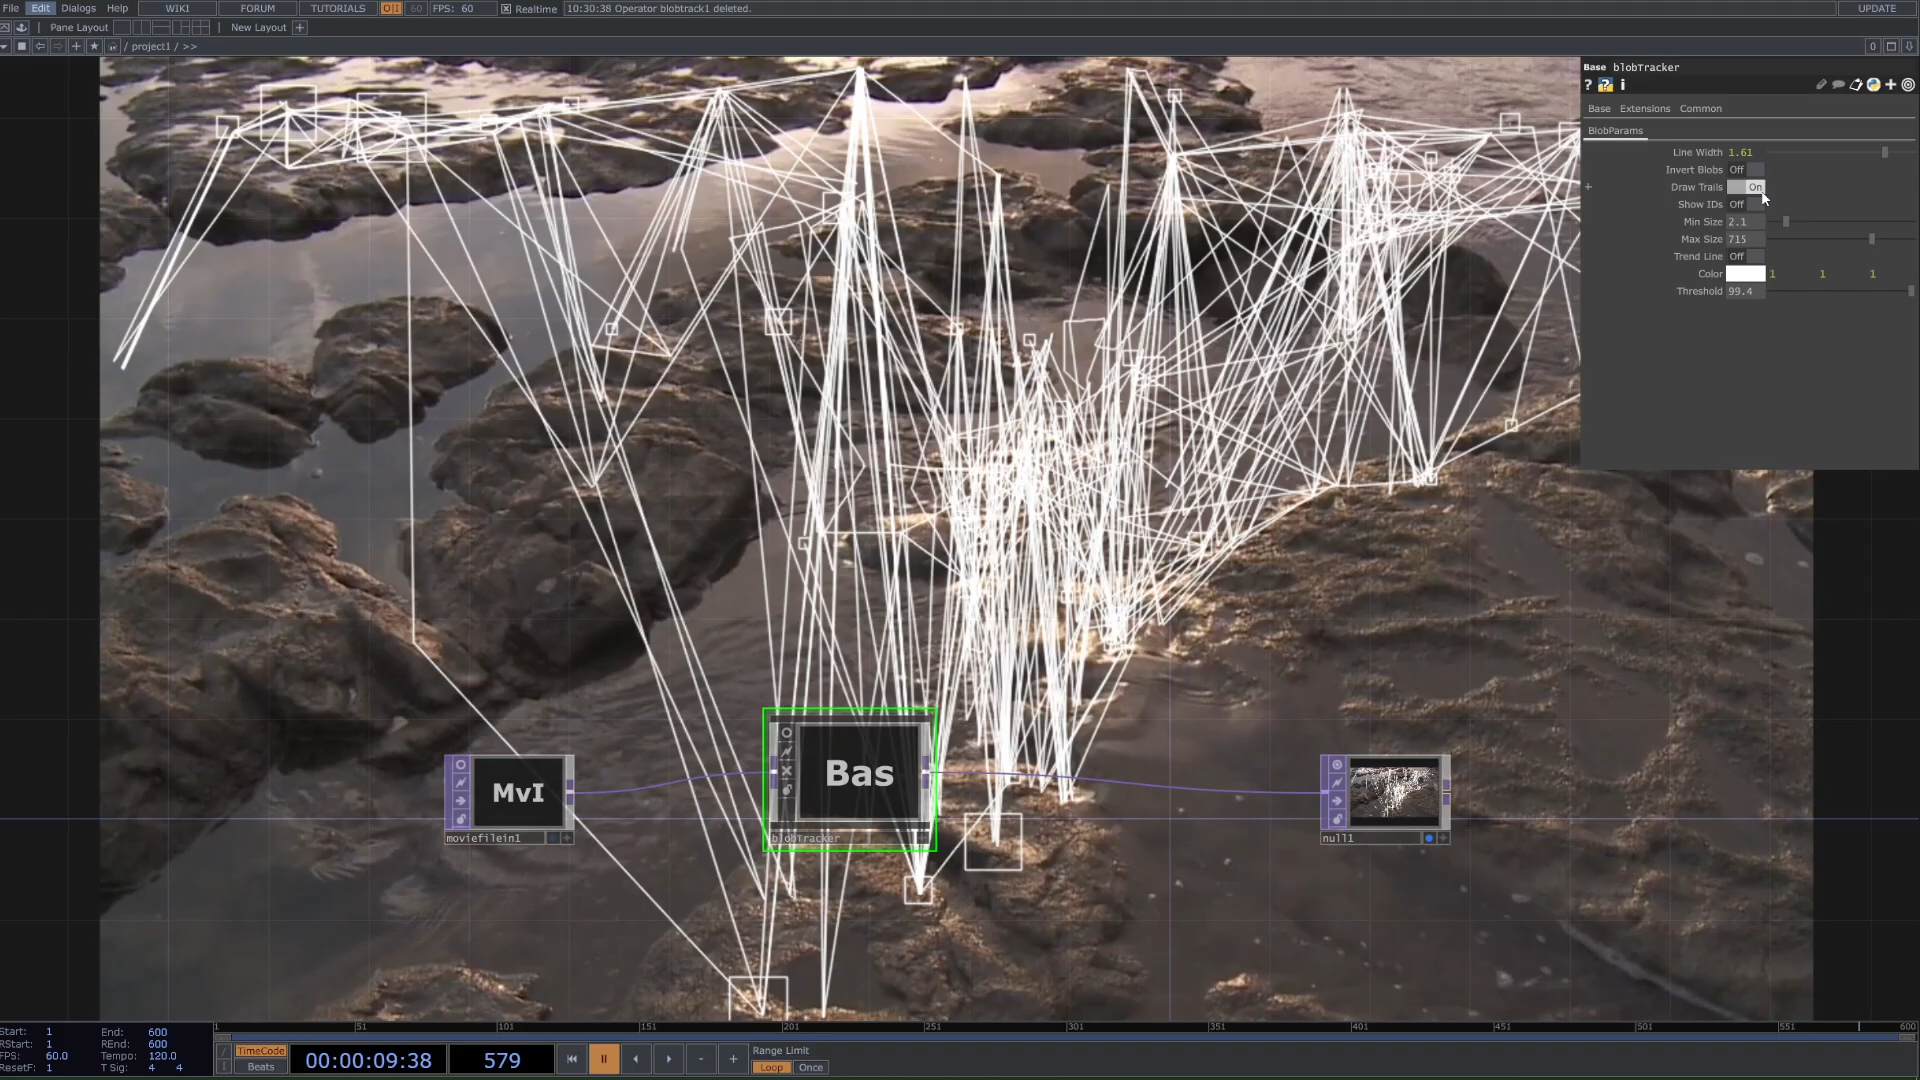 File Edit Dialogs Help WIKI FORUM TUTORIALS O|I 60 FPS: 60 Realtime 10:30:38 Operator blobtrack1 deleted. UPDATE
Pane Layout New Layout +
/ project1 / >> 0
Base blobTracker
? ? i
Base Extensions Common
BlobParams
Line Width 1.61
Invert Blobs Off
+ Draw Trails On
Show IDs Off
Min Size 2.1
Max Size 715
Trend Line Off
Color 1 1 1
Threshold 99.4
MvI
moviefilein1
Bas
blobTracker
null1
1 51 101 151 201 251 301 351 401 451 501 551 600
Start: 1 End: 600
RStart: 1 REnd: 600
FPS: 60.0 Tempo: 120.0
ResetF: 1 T Sig: 4 4
TimeCode
Beats
00:00:09:38 579
- +
Range Limit
Loop Once